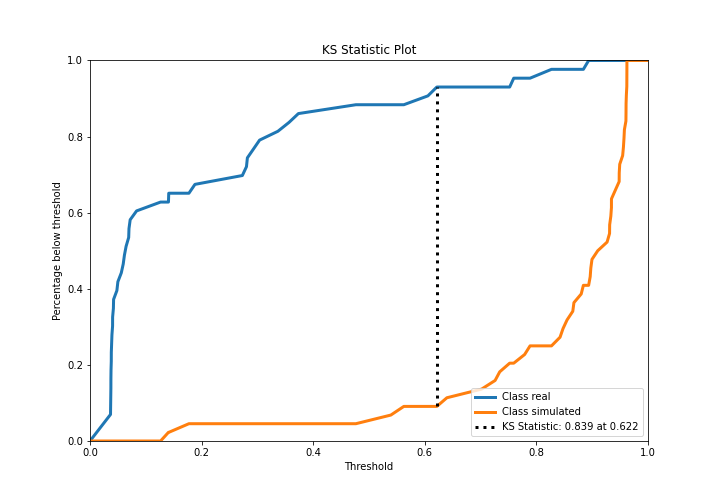 KS Statistic Plot
1.0
0.8
0.6
0.4
0.2
0.0
Percentage below threshold
0.0 0.2 0.4 0.6 0.8 1.0
Threshold
Class real
Class simulated
KS Statistic: 0.839 at 0.622